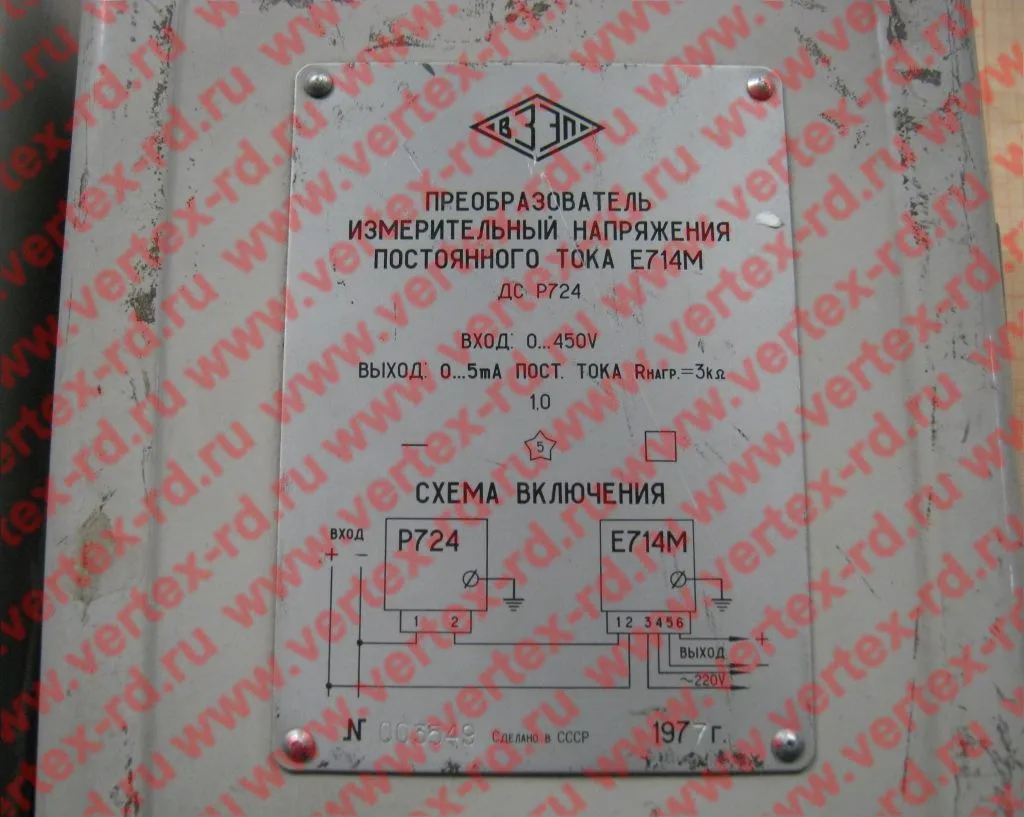 ВЗЭП
ПРЕОБРАЗОВАТЕЛЬ
ИЗМЕРИТЕЛЬНЫЙ НАПРЯЖЕНИЯ
ПОСТОЯННОГО ТОКА Е714М
ДС Р724
ВХОД: 0...450V
ВЫХОД: 0...5mA ПОСТ. ТОКА Rнагр.=3kΩ
1,0
— 5
СХЕМА ВКЛЮЧЕНИЯ
ВХОД
+ −
Р724
Е714М
1 2
1 2 3 4 5 6
+
ВЫХОД
−
~220V
№ 006549 Сделано в СССР 1977г.
www.vertex-rd.ru